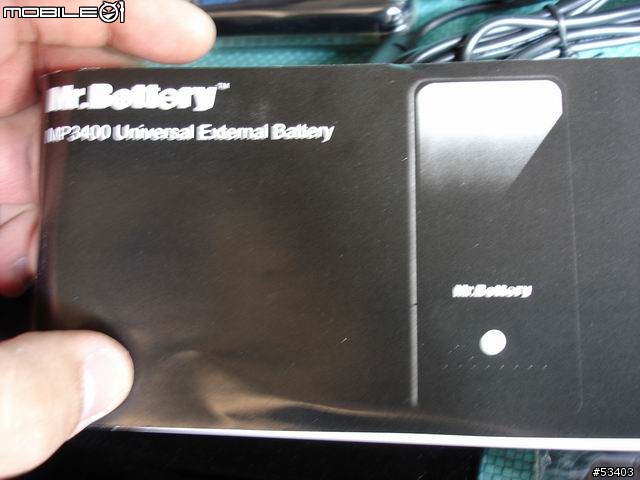 MOBILE01
Mr.Battery™
MP3400 Universal External Battery
Mr.Battery
#53403